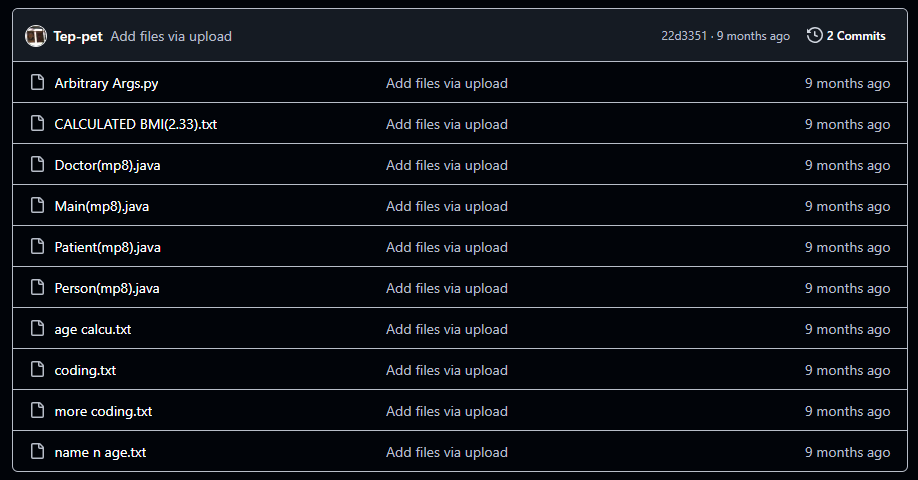 Tep-pet Add files via upload 22d3351 · 9 months ago 2 Commits
Arbitrary Args.py Add files via upload 9 months ago
CALCULATED BMI(2.33).txt Add files via upload 9 months ago
Doctor(mp8).java Add files via upload 9 months ago
Main(mp8).java Add files via upload 9 months ago
Patient(mp8).java Add files via upload 9 months ago
Person(mp8).java Add files via upload 9 months ago
age calcu.txt Add files via upload 9 months ago
coding.txt Add files via upload 9 months ago
more coding.txt Add files via upload 9 months ago
name n age.txt Add files via upload 9 months ago